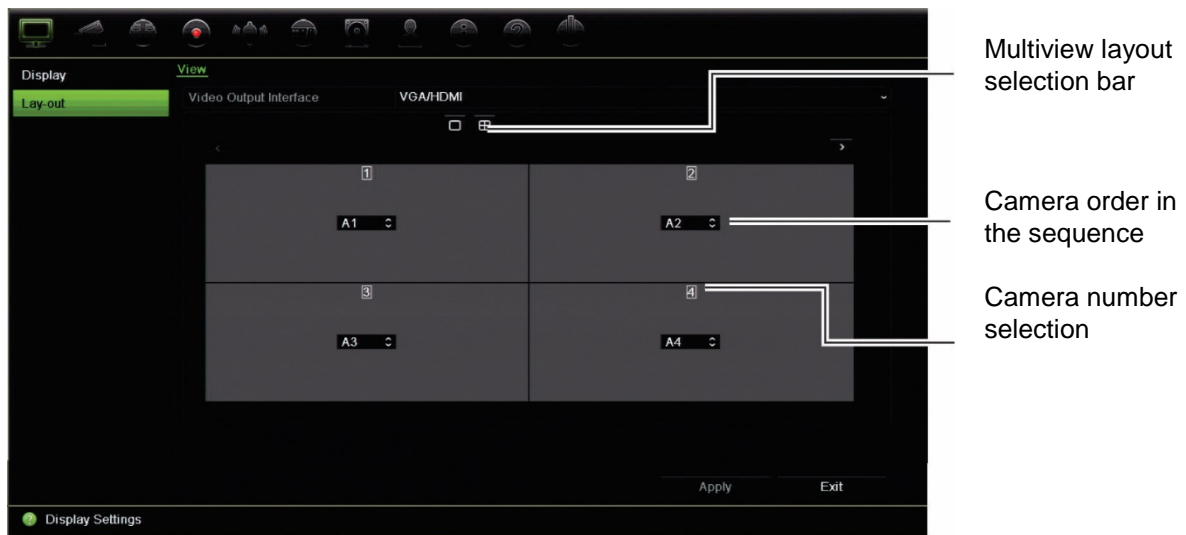 Display
Lay-out
View
Video Output Interface VGA/HDMI
1 2
A1 A2
3 4
A3 A4
Apply Exit
Display Settings
Multiview layout
selection bar
Camera order in
the sequence
Camera number
selection